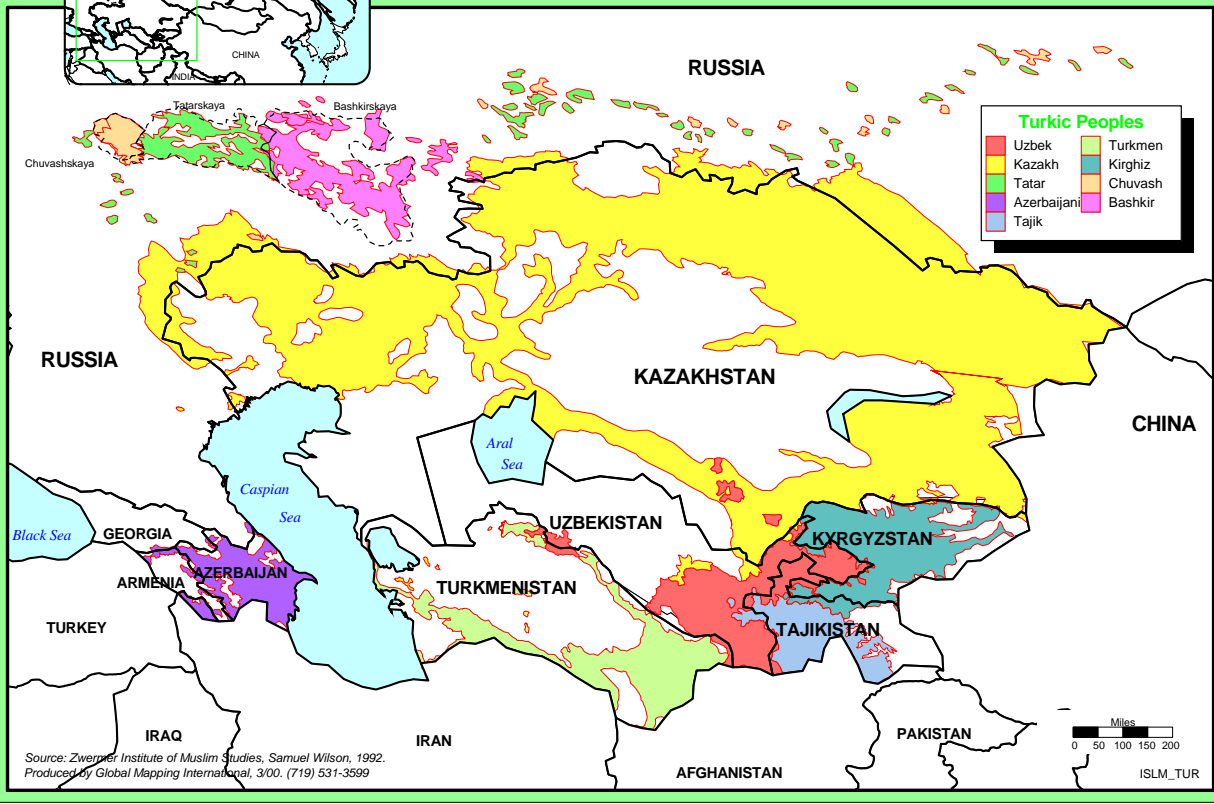 CHINA
INDIA
RUSSIA
Tatarskaya
Bashkirskaya
Chuvashskaya
Turkic Peoples
Uzbek
Turkmen
Kazakh
Kirghiz
Tatar
Chuvash
Azerbaijani
Bashkir
Tajik
RUSSIA
KAZAKHSTAN
CHINA
Aral
Sea
Caspian
Sea
Black Sea
GEORGIA
UZBEKISTAN
KYRGYZSTAN
ARMENIA
AZERBAIJAN
TURKMENISTAN
TURKEY
TAJIKISTAN
IRAQ
IRAN
PAKISTAN
AFGHANISTAN
Miles
0 50 100 150 200
Source: Zwermer Institute of Muslim Studies, Samuel Wilson, 1992.
Produced by Global Mapping International, 3/00. (719) 531-3599
ISLM_TUR